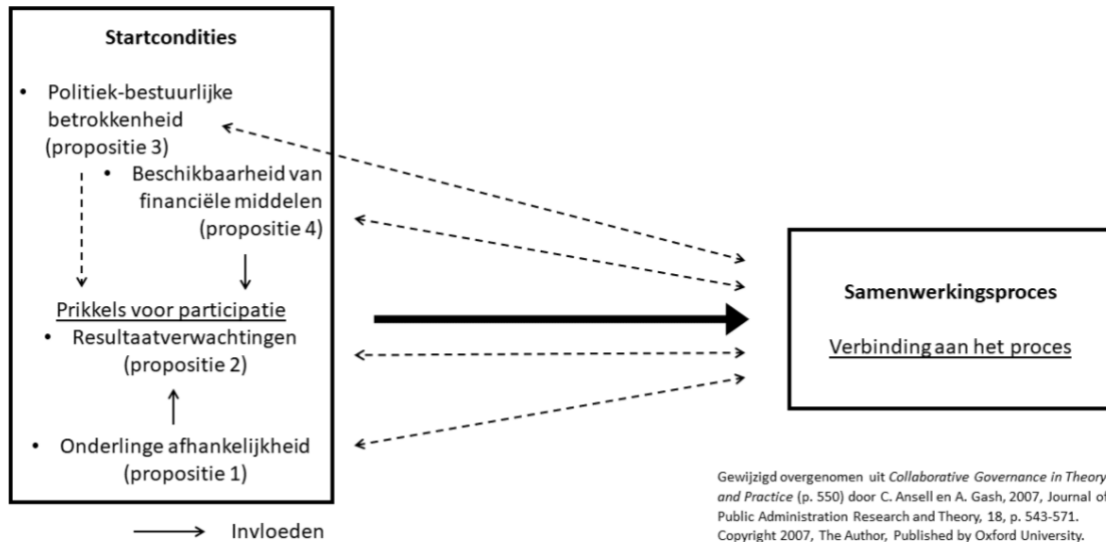 Startcondities
• Politiek-bestuurlijke
betrokkenheid
(propositie 3)
• Beschikbaarheid van
financiële middelen
(propositie 4)
Prikkels voor participatie
• Resultaatverwachtingen
(propositie 2)
• Onderlinge afhankelijkheid
(propositie 1)
Invloeden
Samenwerkingsproces
Verbinding aan het proces
Gewijzigd overgenomen uit Collaborative Governance in Theory
and Practice (p. 550) door C. Ansell en A. Gash, 2007, Journal of
Public Administration Research and Theory, 18, p. 543-571.
Copyright 2007, The Author, Published by Oxford University.